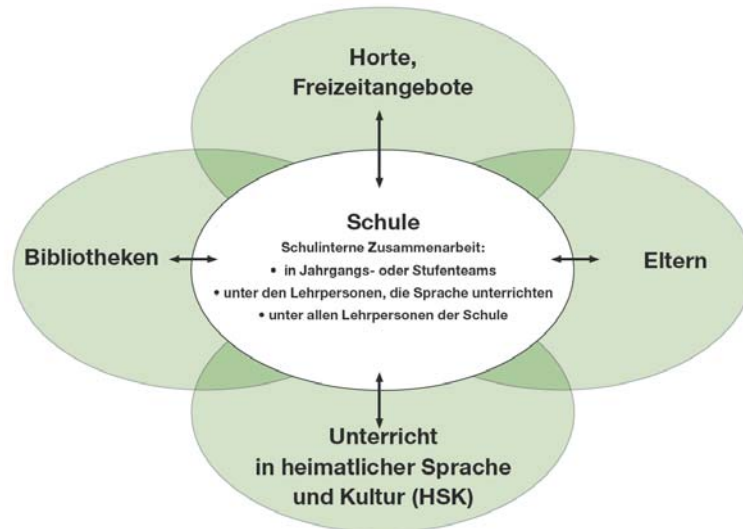 Horte,
Freizeitangebote
Schule
Schulinterne Zusammenarbeit:
• in Jahrgangs- oder Stufenteams
• unter den Lehrpersonen, die Sprache unterrichten
• unter allen Lehrpersonen der Schule
Bibliotheken
Eltern
Unterricht
in heimatlicher Sprache
und Kultur (HSK)